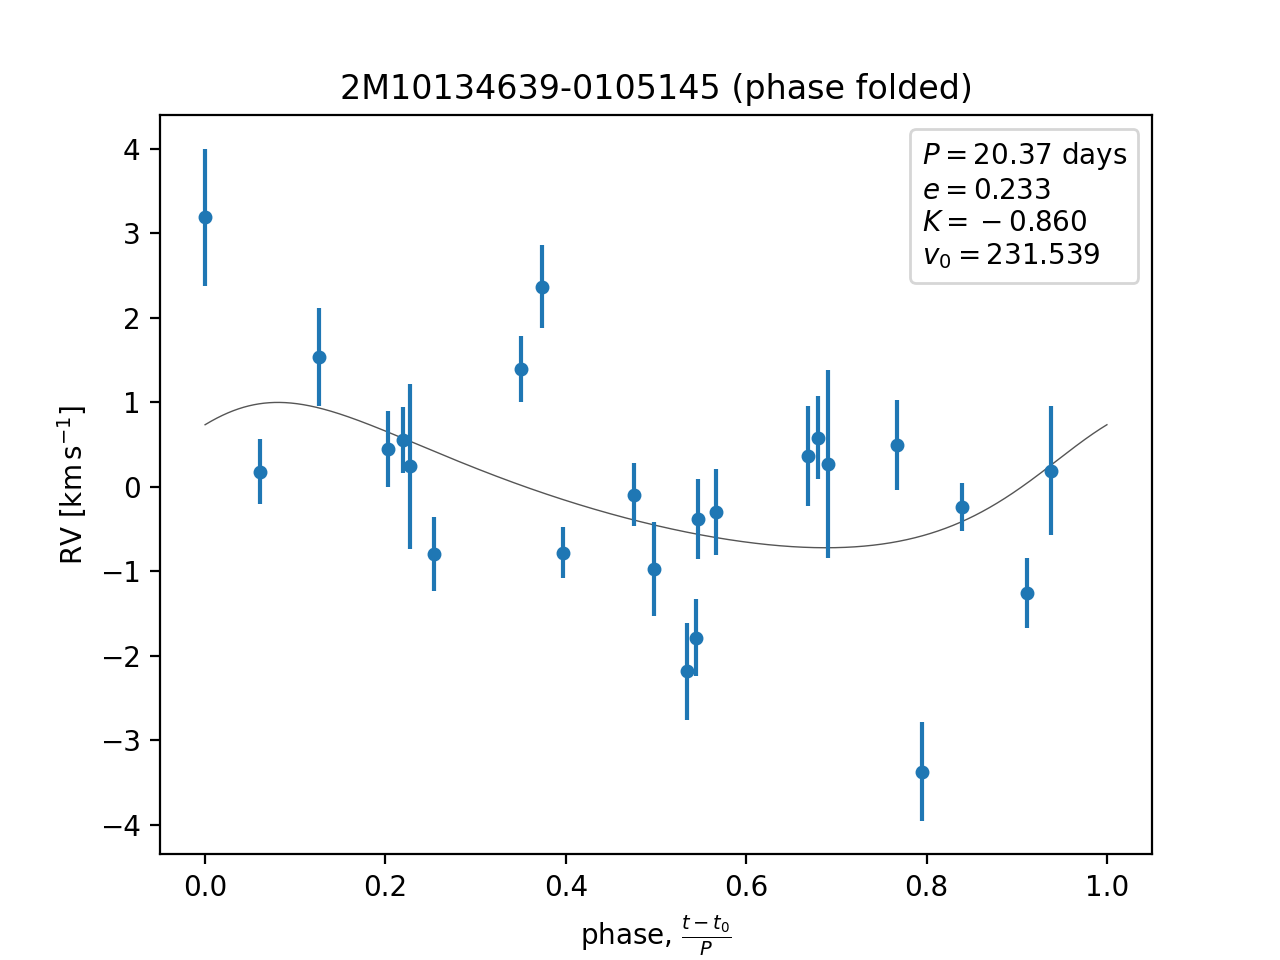 2M10134639-0105145 (phase folded)
P = 20.37 days
e = 0.233
K = −0.860
v₀ = 231.539
4
3
2
1
0
−1
−2
−3
−4
RV [km s⁻¹]
0.0 0.2 0.4 0.6 0.8 1.0
phase, (t − t₀)/P